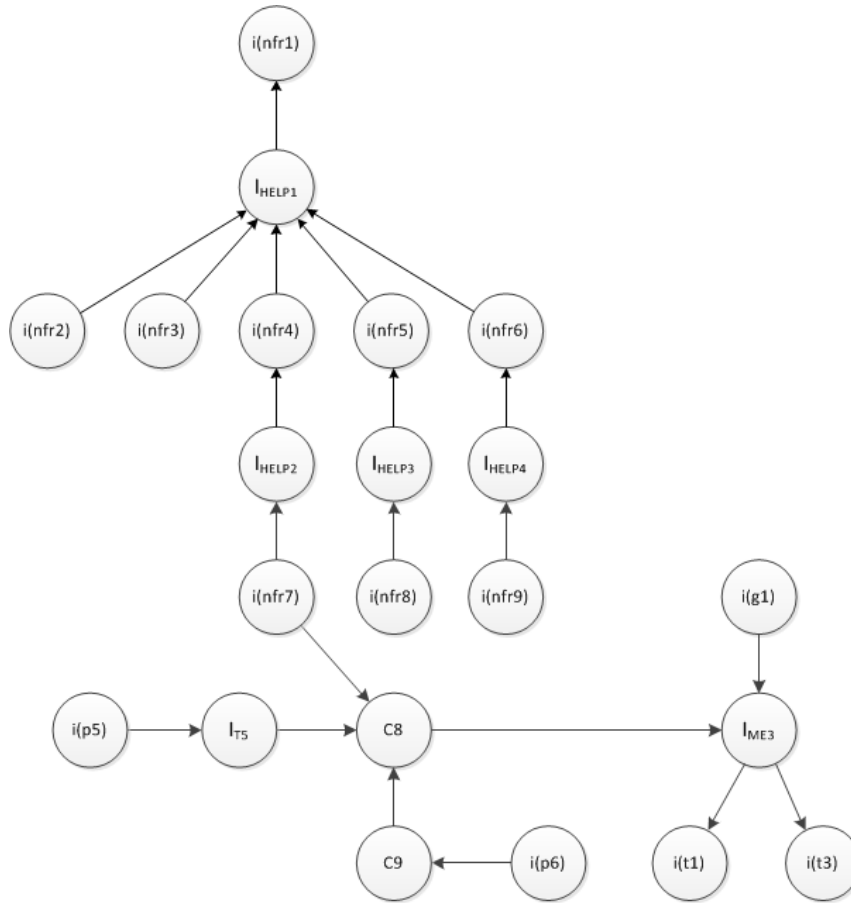 i(nfr1)
I_HELP1
i(nfr2)
i(nfr3)
i(nfr4)
i(nfr5)
i(nfr6)
I_HELP2
I_HELP3
I_HELP4
i(nfr7)
i(nfr8)
i(nfr9)
i(g1)
i(p5)
I_T5
C8
I_ME3
C9
i(p6)
i(t1)
i(t3)